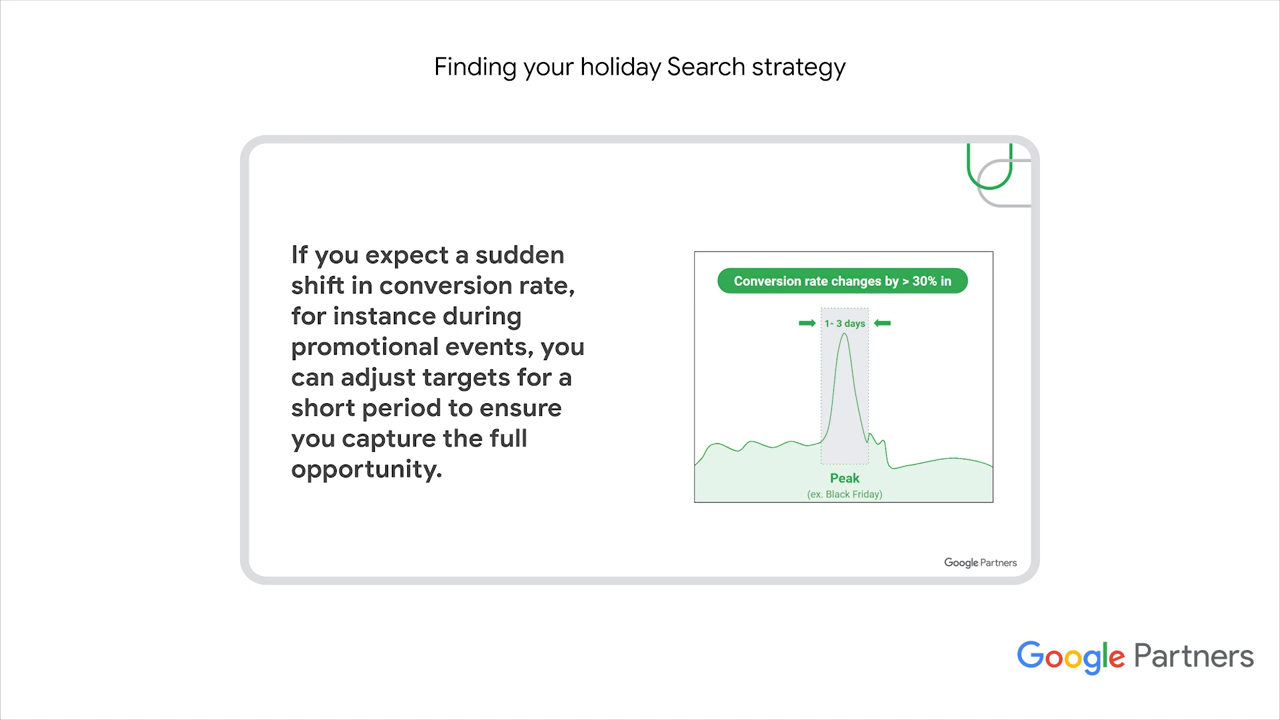 Finding your holiday Search strategy
If you expect a sudden
shift in conversion rate,
for instance during
promotional events, you
can adjust targets for a
short period to ensure
you capture the full
opportunity.
Conversion rate changes by > 30% in
1- 3 days
Peak
(ex. Black Friday)
Google Partners
Google Partners